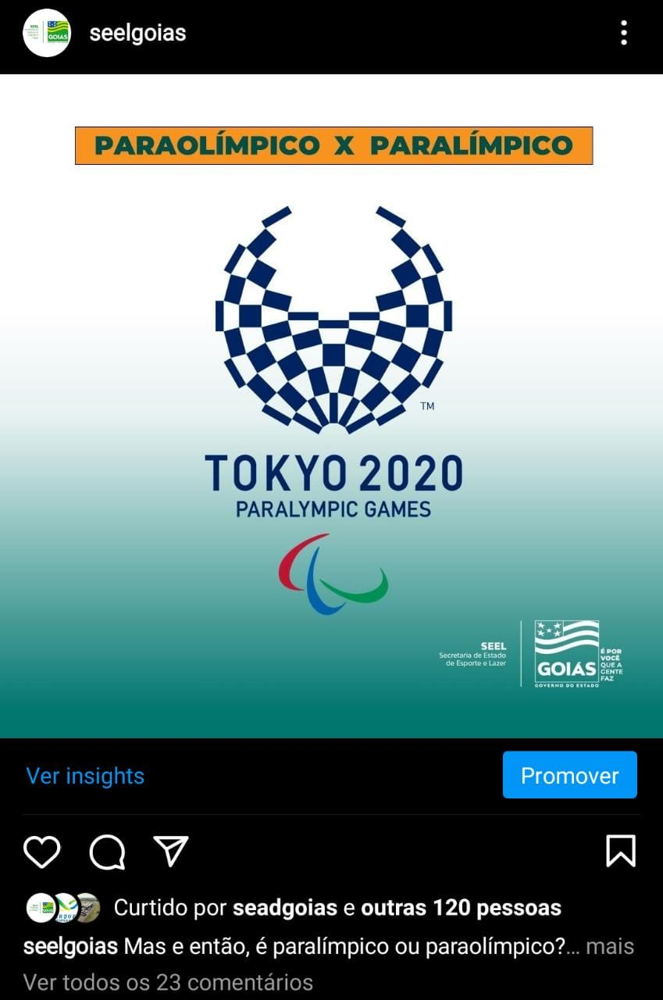 seelgoias
PARAOLÍMPICO X PARALÍMPICO
TM
TOKYO 2020
PARALYMPIC GAMES
SEEL
Secretaria de Estado
de Esporte e Lazer
GOIÁS
GOVERNO DO ESTADO
É POR
VOCÊ
QUE A
GENTE
FAZ
Ver insights
Promover
Curtido por seadgoias e outras 120 pessoas
seelgoias Mas e então, é paralímpico ou paraolímpico?... mais
Ver todos os 23 comentários